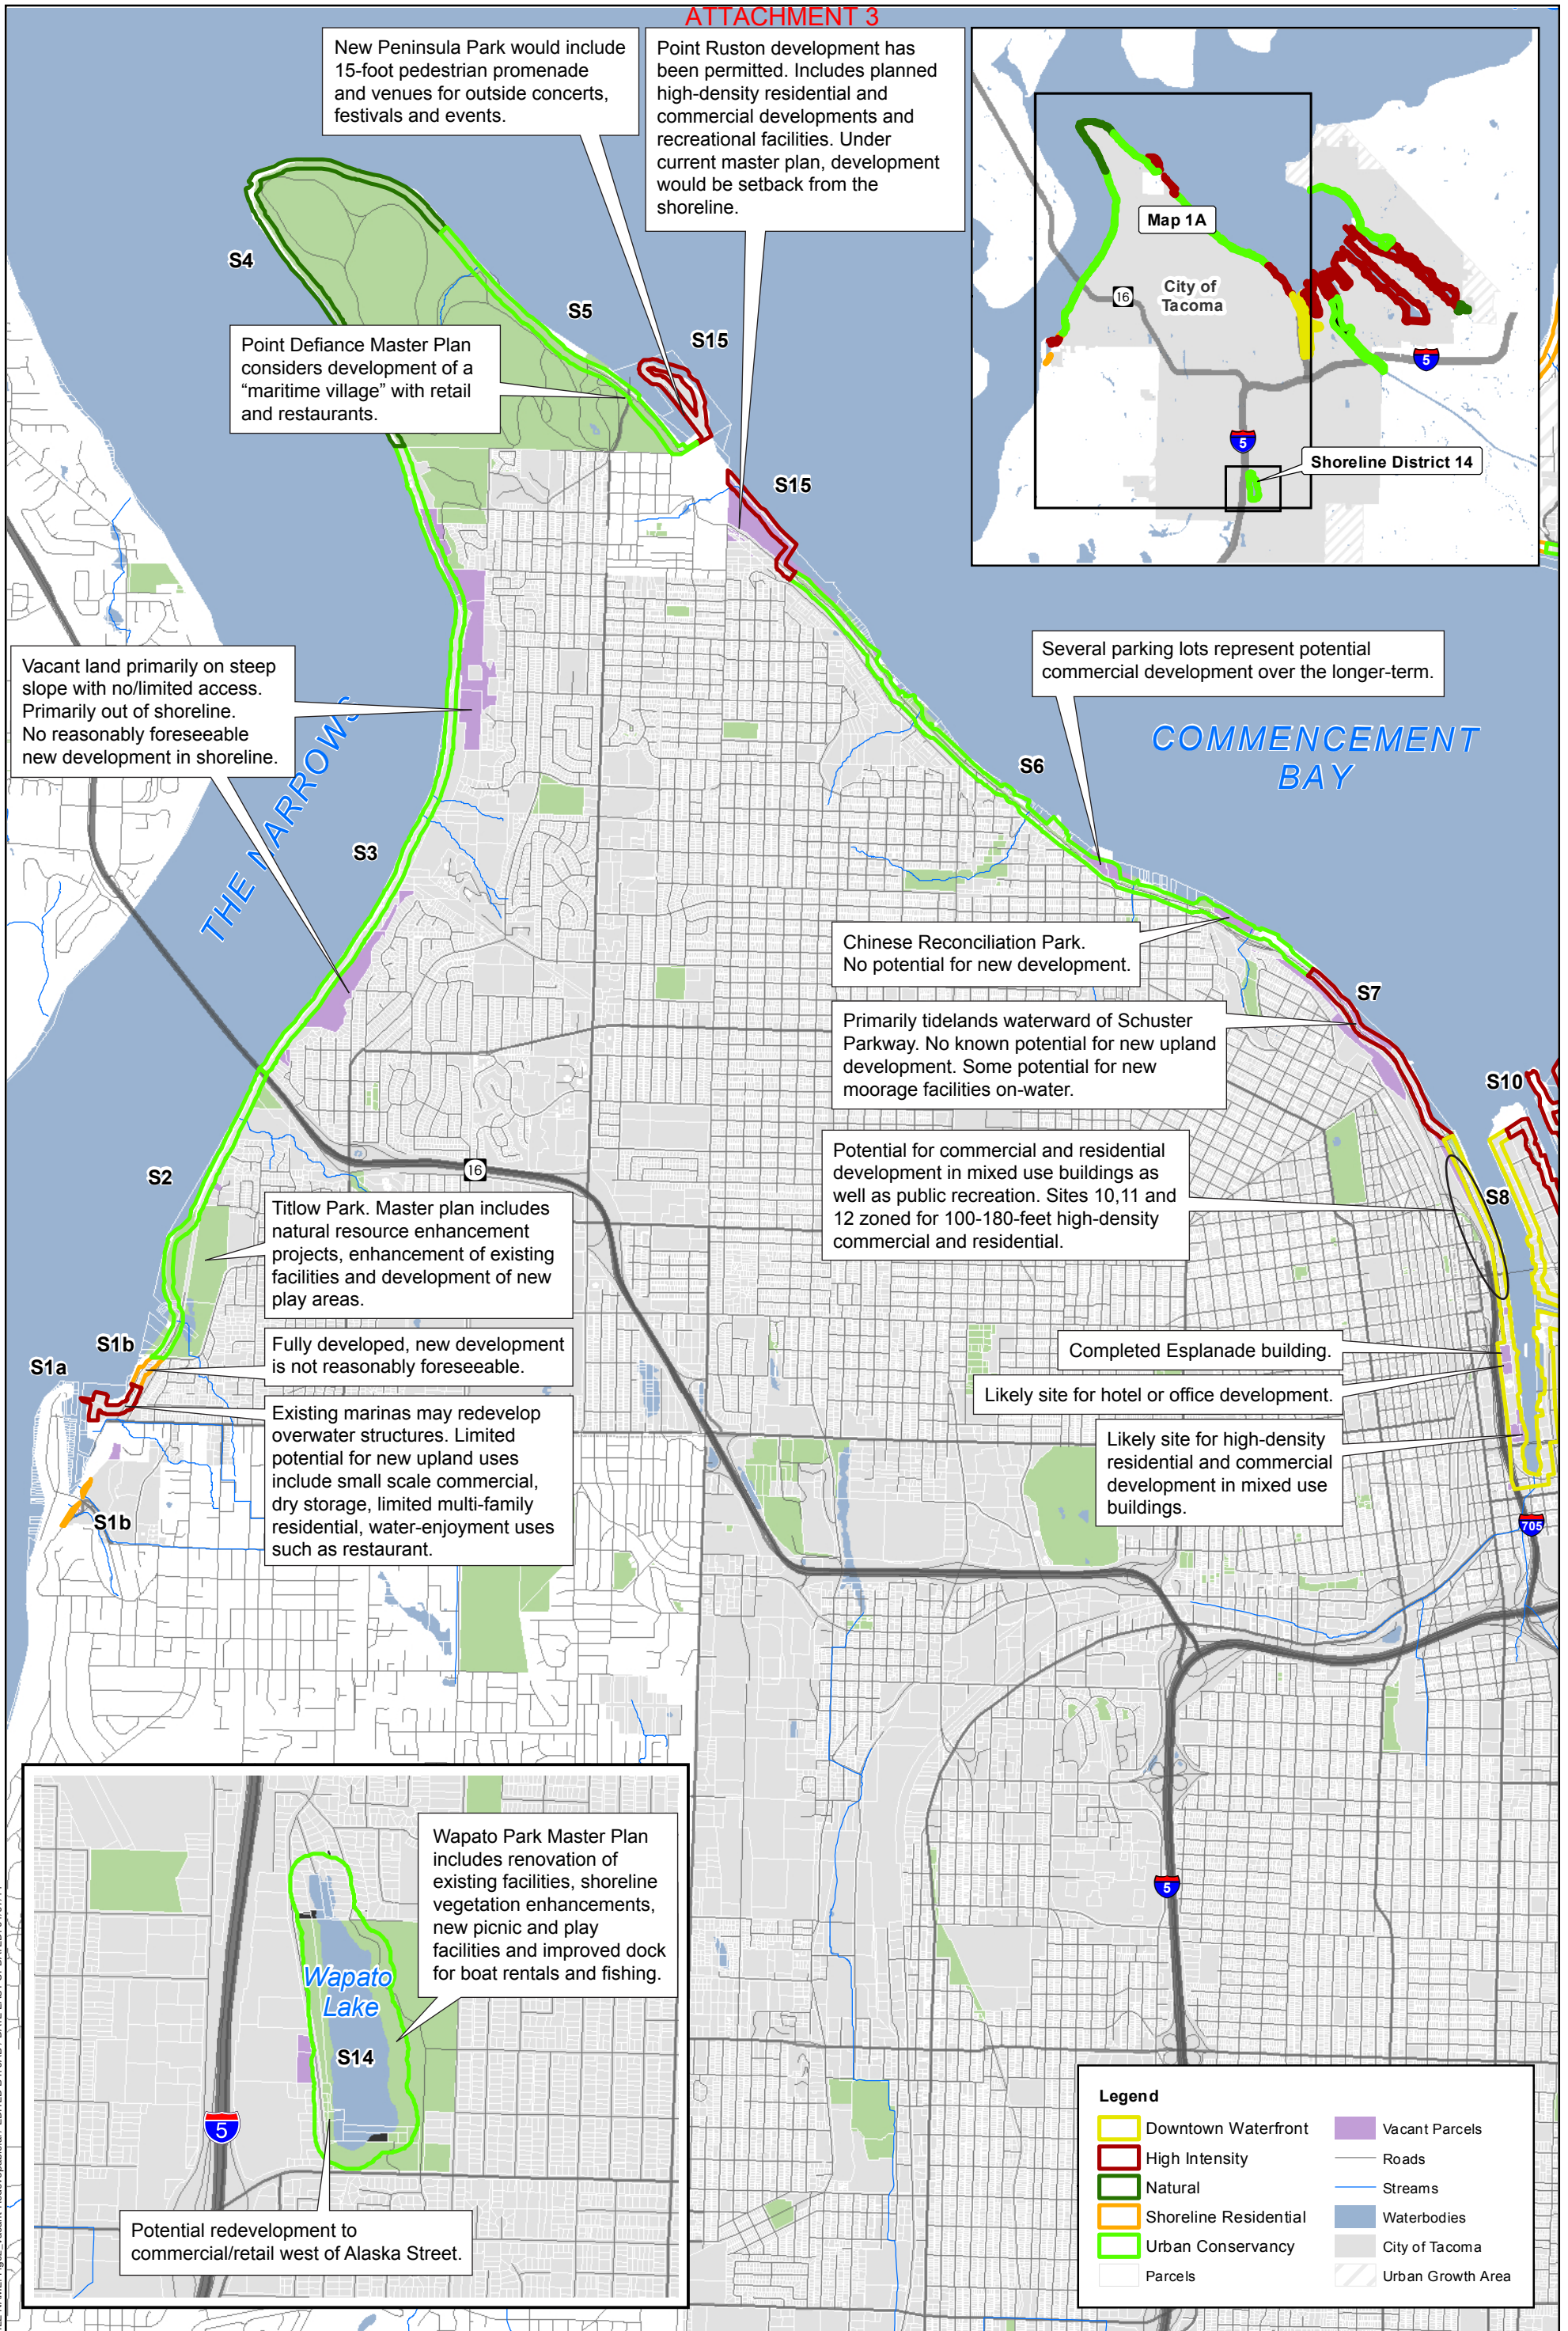 ATTACHMENT 3
New Peninsula Park would include
15-foot pedestrian promenade
and venues for outside concerts,
festivals and events.
Point Ruston development has
been permitted. Includes planned
high-density residential and
commercial developments and
recreational facilities. Under
current master plan, development
would be setback from the
shoreline.
Map 1A
City of
Tacoma
16
5
5
Shoreline District 14
S4
S5
S15
S15
Point Defiance Master Plan
considers development of a
“maritime village” with retail
and restaurants.
Vacant land primarily on steep
slope with no/limited access.
Primarily out of shoreline.
No reasonably foreseeable
new development in shoreline.
THE NARROWS
Several parking lots represent potential
commercial development over the longer-term.
COMMENCEMENT
BAY
S6
S3
Chinese Reconciliation Park.
No potential for new development.
S7
Primarily tidelands waterward of Schuster
Parkway. No known potential for new upland
development. Some potential for new
moorage facilities on-water.
S10
Potential for commercial and residential
development in mixed use buildings as
well as public recreation. Sites 10,11 and
12 zoned for 100-180-feet high-density
commercial and residential.
S8
16
S2
Titlow Park. Master plan includes
natural resource enhancement
projects, enhancement of existing
facilities and development of new
play areas.
S1b
Fully developed, new development
is not reasonably foreseeable.
S1a
Completed Esplanade building.
Likely site for hotel or office development.
Existing marinas may redevelop
overwater structures. Limited
potential for new upland uses
include small scale commercial,
dry storage, limited multi-family
residential, water-enjoyment uses
such as restaurant.
Likely site for high-density
residential and commercial
development in mixed use
buildings.
S1b
705
5
Wapato Park Master Plan
includes renovation of
existing facilities, shoreline
vegetation enhancements,
new picnic and play
facilities and improved dock
for boat rentals and fishing.
Wapato
Lake
S14
5
Potential redevelopment to
commercial/retail west of Alaska Street.
Legend
Downtown Waterfront
High Intensity
Natural
Shoreline Residential
Urban Conservancy
Parcels
Vacant Parcels
Roads
Streams
Waterbodies
City of Tacoma
Urban Growth Area